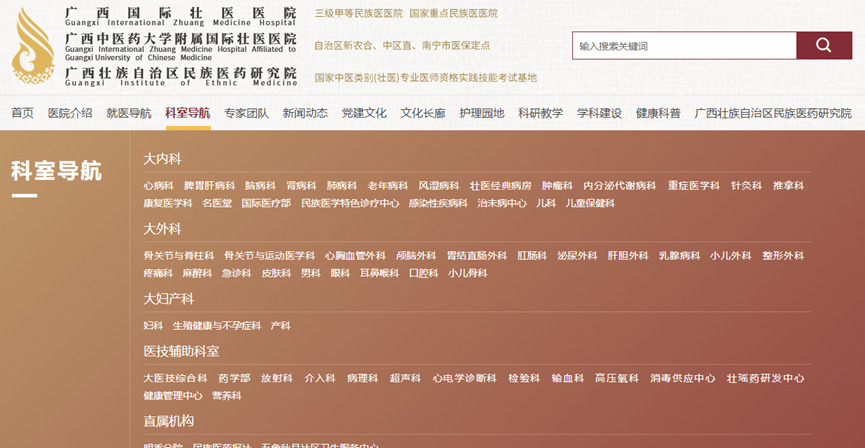 广西国际壮医医院
Guangxi International Zhuang Medicine Hospital
广西中医药大学附属国际壮医医院
Guangxi International Zhuang Medicine Hospital Affiliated to
Guangxi University of Chinese Medicine
广西壮族自治区民族医药研究院
Guangxi Institute of Ethnic Medicine
三级甲等民族医医院 国家重点民族医医院
自治区新农合、中区直、南宁市医保定点
国家中医类别(壮医)专业医师资格实践技能考试基地
输入搜索关键词
首页 医院介绍 就医导航 科室导航 专家团队 新闻动态 党建文化 文化长廊 护理园地 科研教学 学科建设 健康科普 广西壮族自治区民族医药研究院
科室导航
大内科
心病科 脾胃肝病科 脑病科 肾病科 肺病科 老年病科 风湿病科 壮医经典病房 肿瘤科 内分泌代谢病科 重症医学科 针灸科 推拿科
康复医学科 名医堂 国际医疗部 民族医学特色诊疗中心 感染性疾病科 治未病中心 儿科 儿童保健科
大外科
骨关节与脊柱科 骨关节与运动医学科 心胸血管外科 颅脑外科 胃结直肠外科 肛肠科 泌尿外科 肝胆外科 乳腺病科 小儿外科 整形外科
疼痛科 麻醉科 急诊科 皮肤科 男科 眼科 耳鼻喉科 口腔科 小儿骨科
大妇产科
妇科 生殖健康与不孕症科 产科
医技辅助科室
大医技综合科 药学部 放射科 介入科 病理科 超声科 心电学诊断科 检验科 输血科 高压氧科 消毒供应中心 壮瑶药研发中心
健康管理中心 营养科
直属机构
明秀分院 民族医药报社 五象秋月社区卫生服务中心